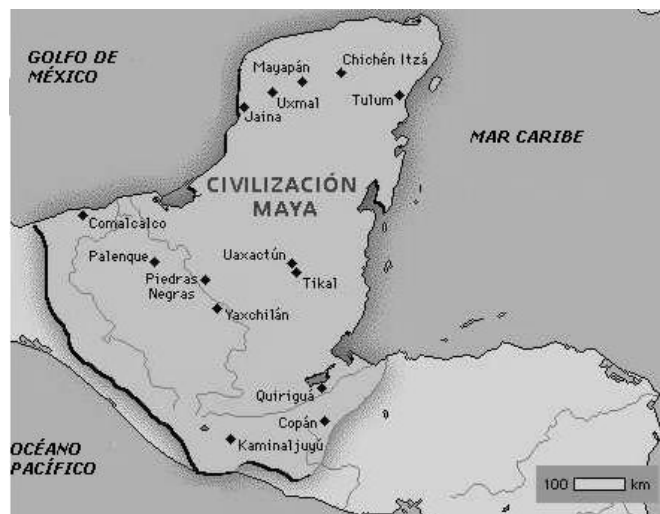 GOLFO DE
MÉXICO
Mayapán
Chichén Itzá
Uxmal
Tulum
Jaina
MAR CARIBE
CIVILIZACIÓN
MAYA
Comalcalco
Palenque
Uaxactún
Tikal
Piedras
Negras
Yaxchilán
Quiriguá
Copán
Kaminaljuyú
OCÉANO
PACÍFICO
100 km